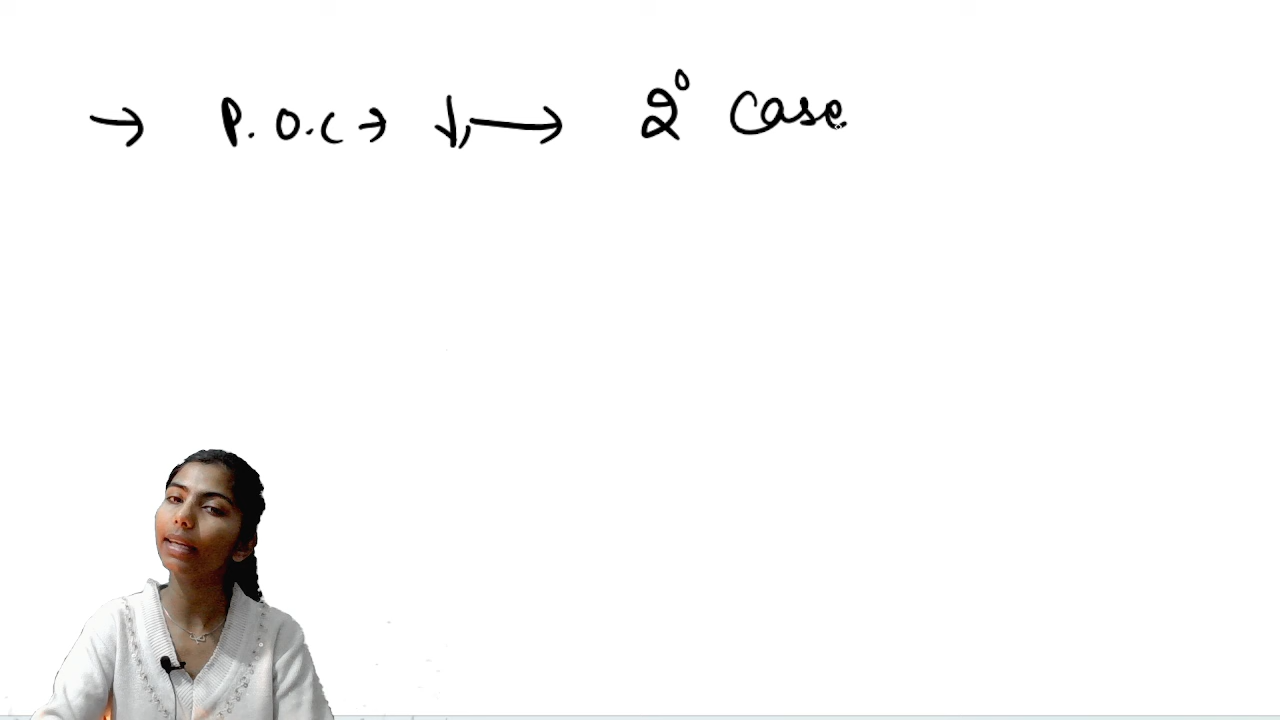 → P.O.C → ↓, → 2° Case